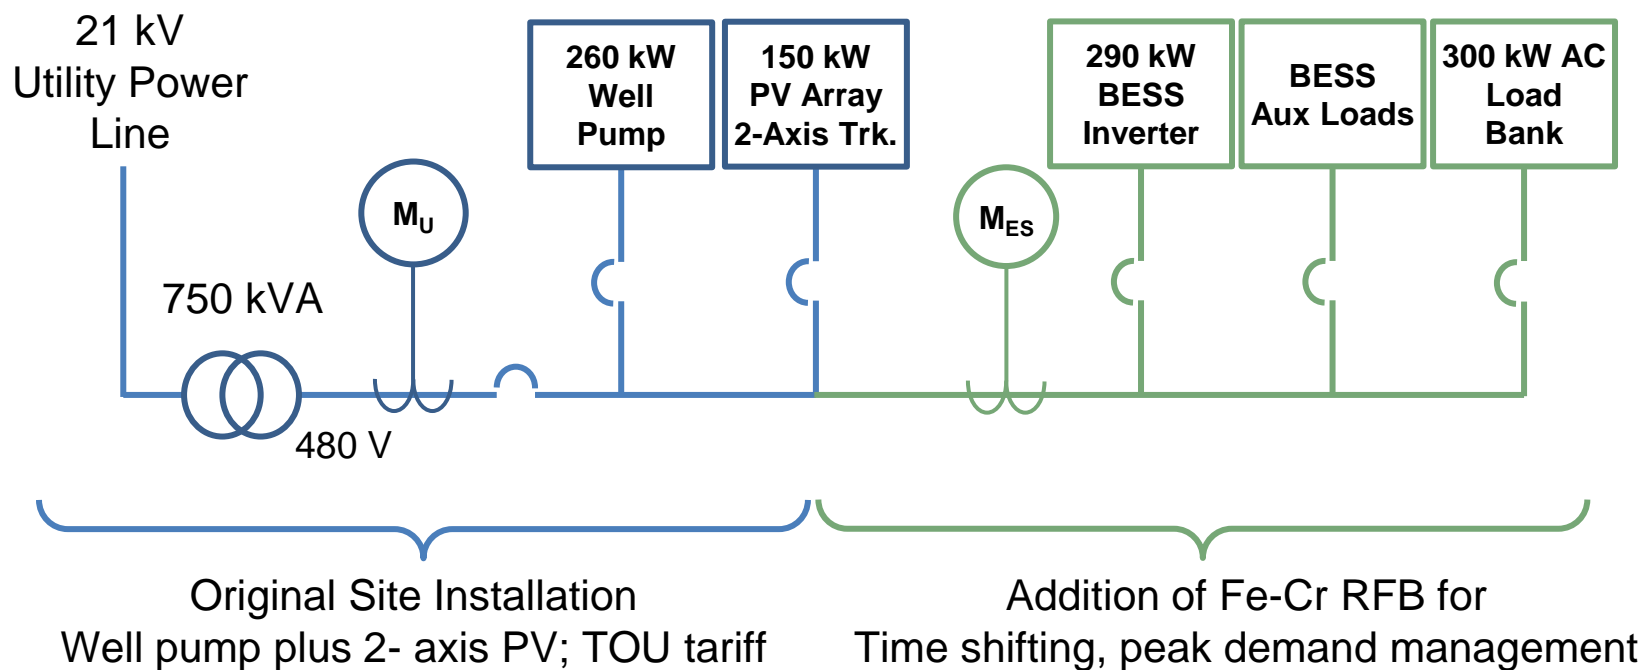 21 kV
Utility Power
Line
260 kW
Well
Pump
150 kW
PV Array
2-Axis Trk.
290 kW
BESS
Inverter
BESS
Aux Loads
300 kW AC
Load
Bank
MU
MES
750 kVA
480 V
Original Site Installation
Well pump plus 2- axis PV; TOU tariff
Addition of Fe-Cr RFB for
Time shifting, peak demand management